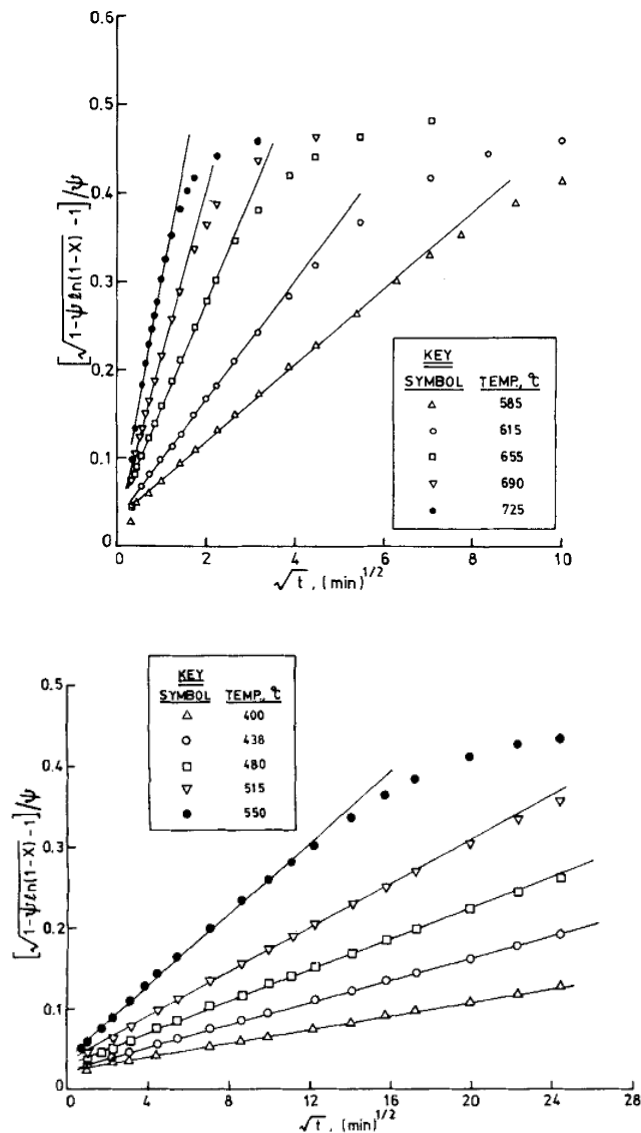 0.6
0.5
0.4
0.3
0.2
0.1
0
[√1-ψ ln(1-X) -1]/ψ
KEY
SYMBOL TEMP, °C
△ 585
○ 615
□ 655
▽ 690
● 725
0 2 4 6 8 10
√t , (min)^1/2
KEY
SYMBOL TEMP., °C
△ 400
○ 438
□ 480
▽ 515
● 550
0.5
0.4
0.3
0.2
0.1
0.0
[√1-ψ ln(1-X) -1]/ψ
0 4 8 12 16 20 24 28
√t , (min)^1/2